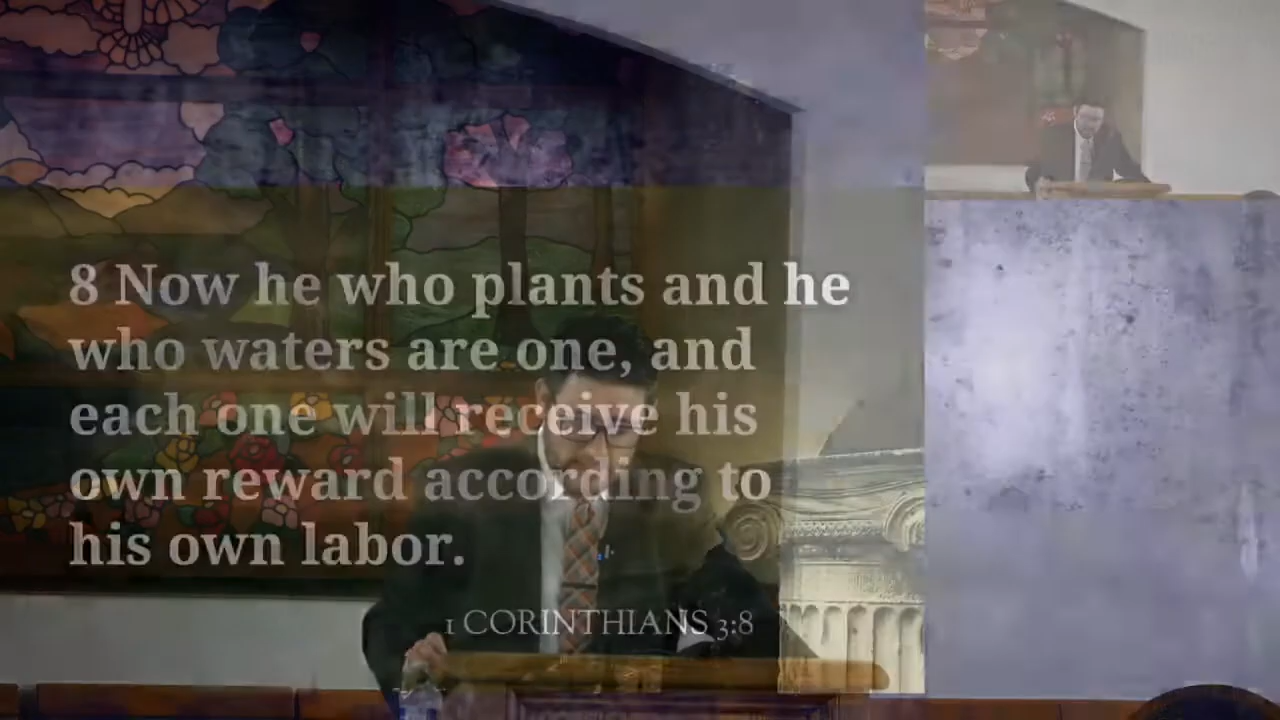 8 Now he who plants and he
who waters are one, and
each one will receive his
own reward according to
his own labor.
1 CORINTHIANS 3:8